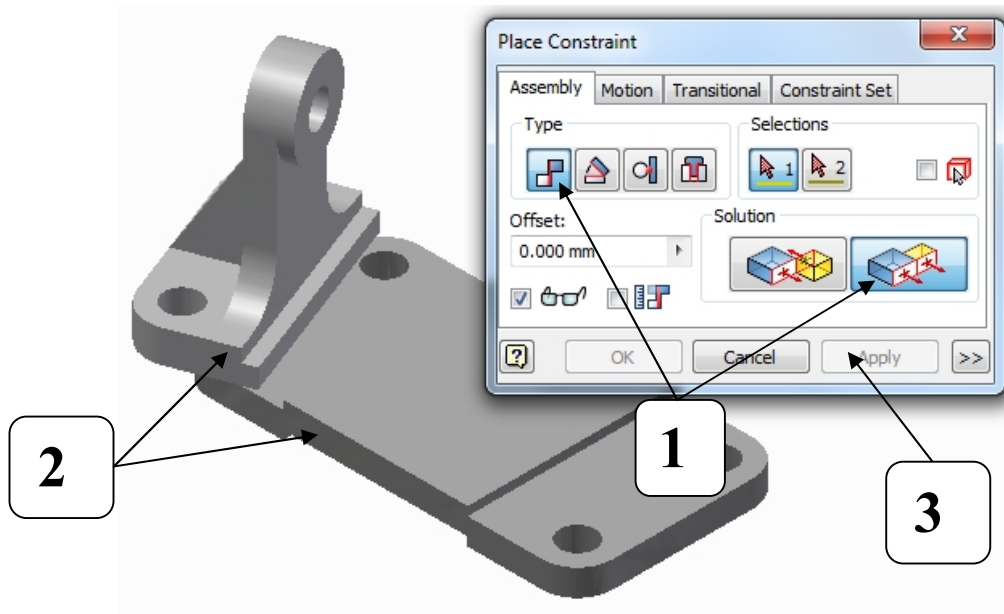 Place Constraint
X
Assembly Motion Transitional Constraint Set
Type
Selections
1 2
Offset:
0.000 mm
Solution
? OK Cancel Apply >>
1
2
3